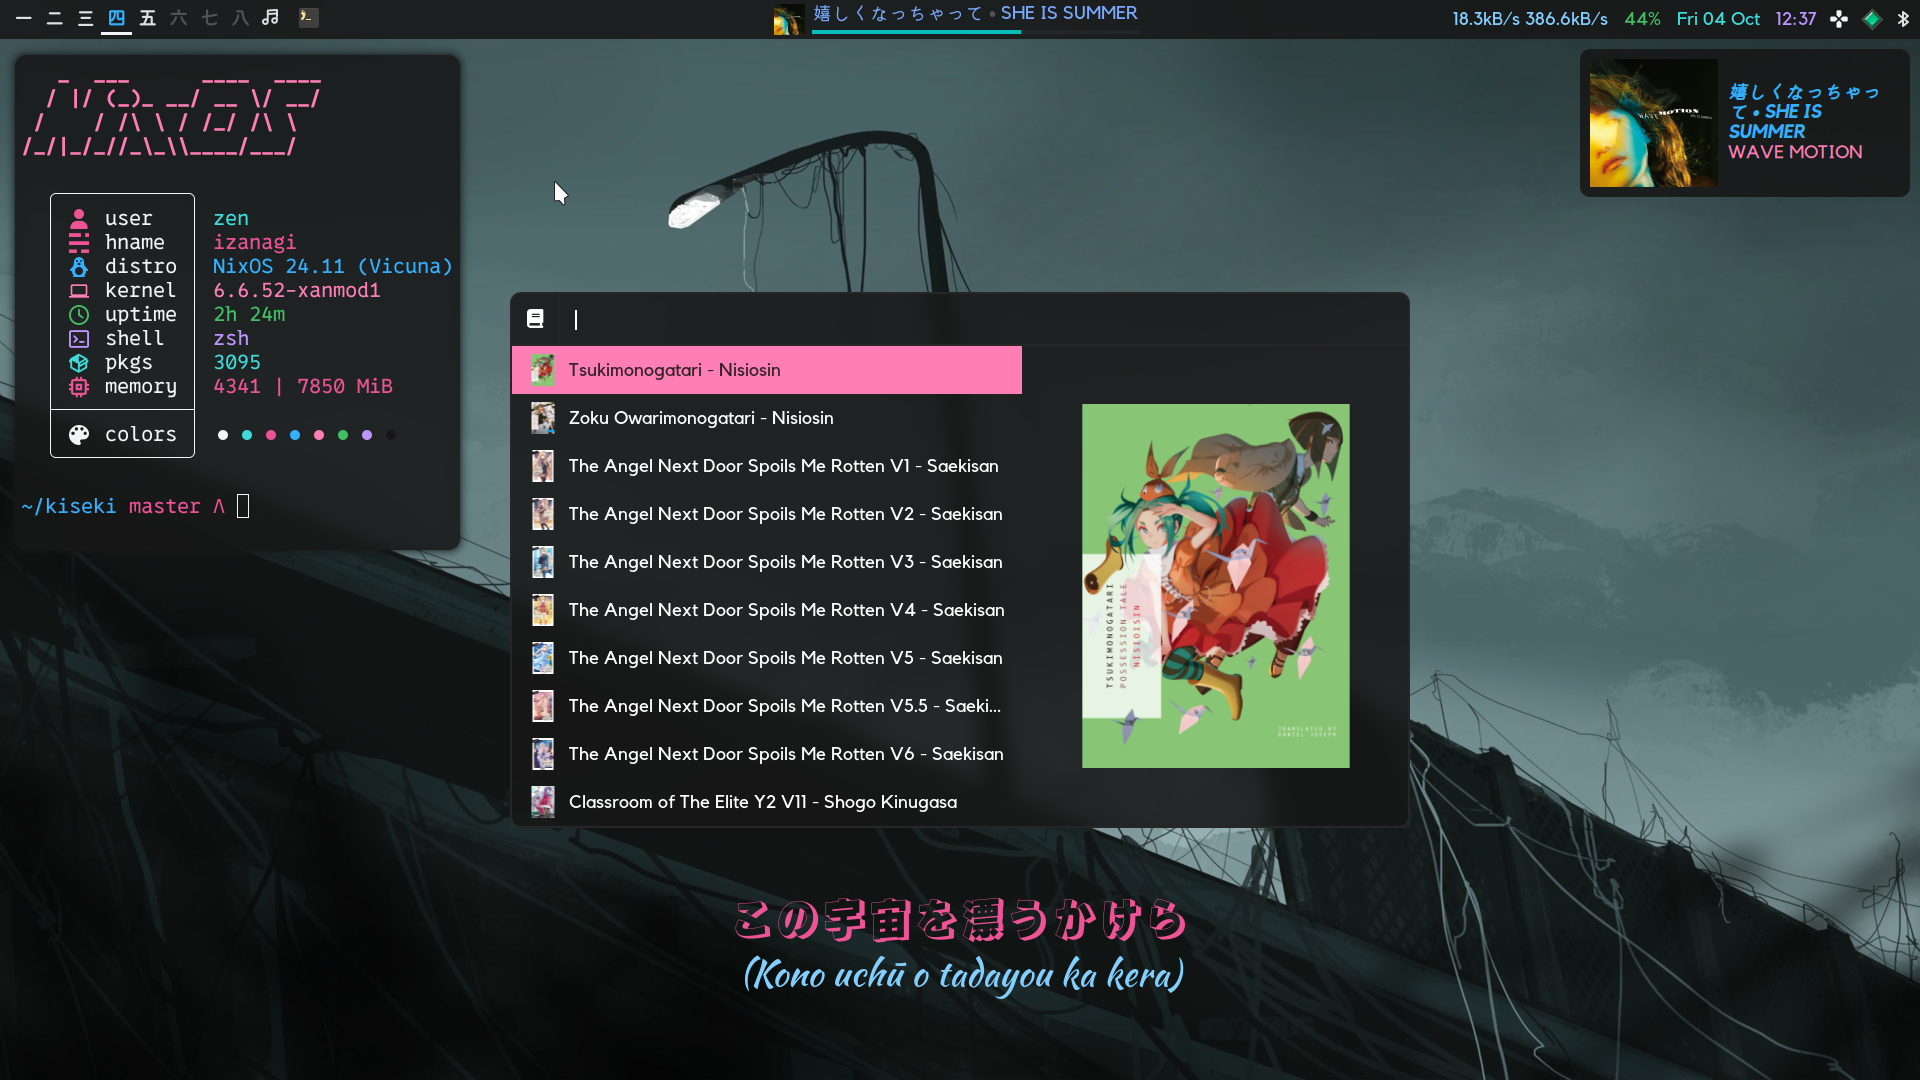 一 二 三 四 五 六 七 八
嬉しくなっちゃって • SHE IS SUMMER
18.3kB/s 386.6kB/s 44% Fri 04 Oct 12:37
嬉しくなっちゃっ
て • SHE IS
SUMMER
WAVE MOTION
WAVE MOTION
user zen
hname izanagi
distro NixOS 24.11 (Vicuna)
kernel 6.6.52-xanmod1
uptime 2h 24m
shell zsh
pkgs 3095
memory 4341 | 7850 MiB
colors
~/kiseki master Λ
Tsukimonogatari - Nisiosin
Zoku Owarimonogatari - Nisiosin
The Angel Next Door Spoils Me Rotten V1 - Saekisan
The Angel Next Door Spoils Me Rotten V2 - Saekisan
The Angel Next Door Spoils Me Rotten V3 - Saekisan
The Angel Next Door Spoils Me Rotten V4 - Saekisan
The Angel Next Door Spoils Me Rotten V5 - Saekisan
The Angel Next Door Spoils Me Rotten V5.5 - Saeki...
The Angel Next Door Spoils Me Rotten V6 - Saekisan
Classroom of The Elite Y2 V11 - Shogo Kinugasa
TSUKIMONOGATARI
POSSESSION TALE
NISIOISIN
TRANSLATED BY
DANIEL JOSEPH
この宇宙を漂うかけら
(Kono uchū o tadayou ka kera)